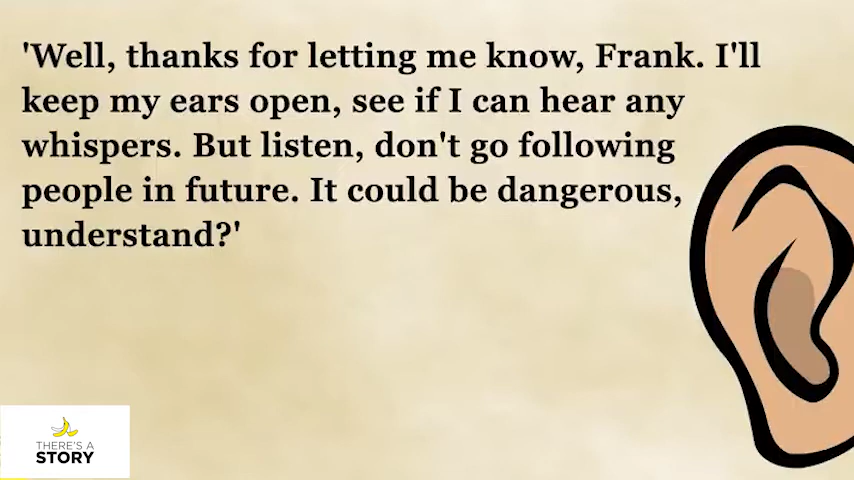 'Well, thanks for letting me know, Frank. I'll
keep my ears open, see if I can hear any
whispers. But listen, don't go following
people in future. It could be dangerous,
understand?'
THERE'S A
STORY